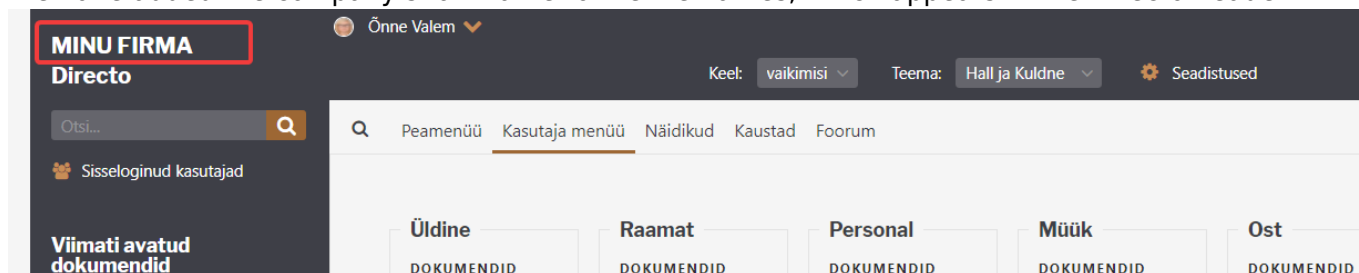 MINU FIRMA
Directo
Otsi...
Sisseloginud kasutajad
Viimati avatud
dokumendid
Õnne Valem
Keel: vaikimisi Teema: Hall ja Kuldne Seadistused
Peamenüü Kasutaja menüü Näidikud Kaustad Foorum
Üldine Raamat Personal Müük Ost
DOKUMENDID DOKUMENDID DOKUMENDID DOKUMENDID DOKUMENDID